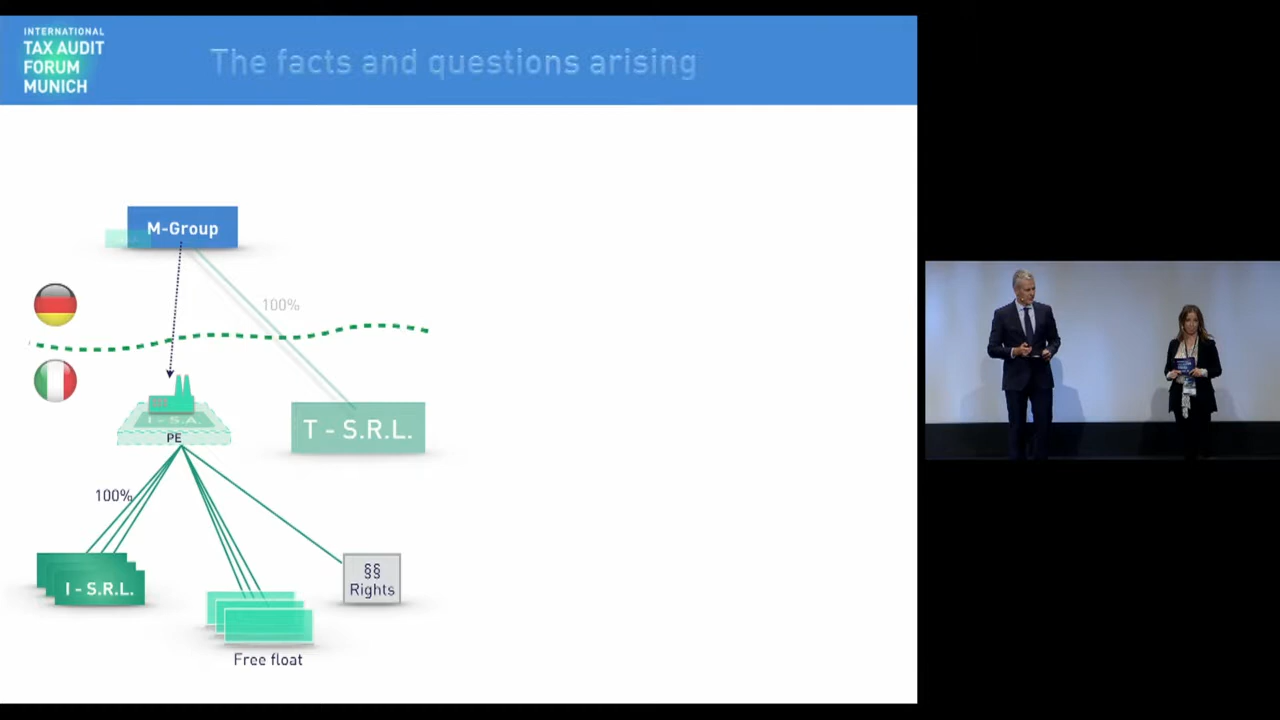 INTERNATIONAL
TAX AUDIT
FORUM
MUNICH
The facts and questions arising
M-Group
100%
T - S.R.L.
I - S.A.
PE
100%
I - S.R.L.
§§
Rights
Free float